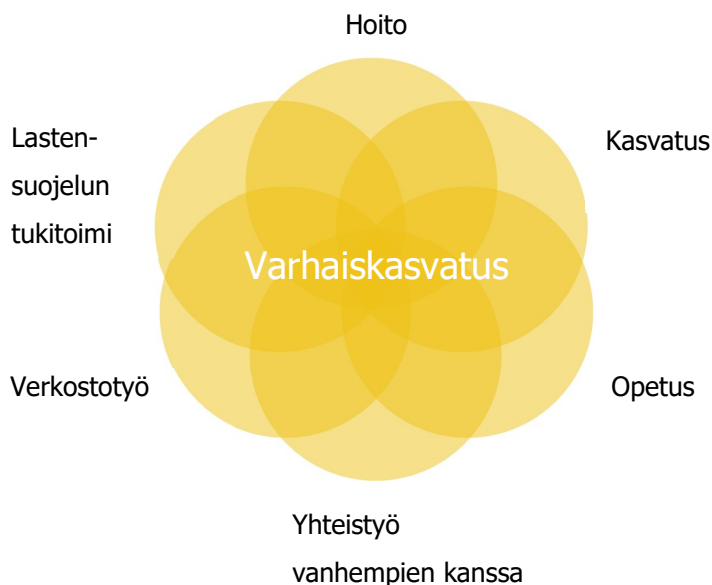 Hoito
Lasten-
suojelun
tukitoimi
Kasvatus
Varhaiskasvatus
Verkostotyö
Opetus
Yhteistyö
vanhempien kanssa